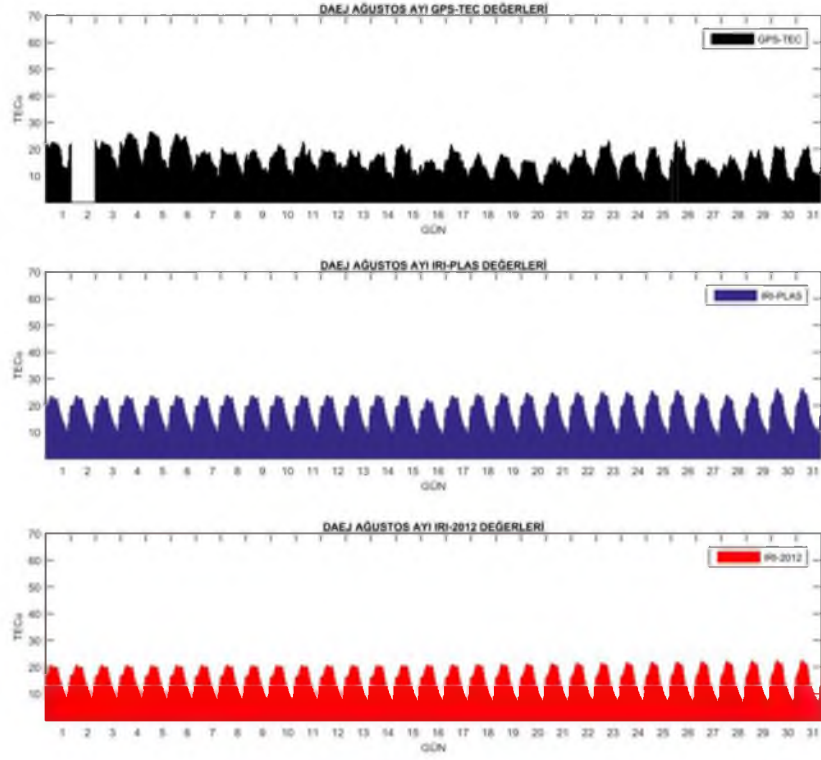 DAEJ AĞUSTOS AYI GPS-TEC DEĞERLERİ
70
60
50
40
30
20
10
TECu
GPS-TEC
1 2 3 4 5 6 7 8 9 10 11 12 13 14 15 16 17 18 19 20 21 22 23 24 25 26 27 28 29 30 31
GÜN
DAEJ AĞUSTOS AYI IRI-PLAS DEĞERLERİ
70
60
50
40
30
20
10
TECu
IRI-PLAS
1 2 3 4 5 6 7 8 9 10 11 12 13 14 15 16 17 18 19 20 21 22 23 24 25 26 27 28 29 30 31
GÜN
DAEJ AĞUSTOS AYI IRI-2012 DEĞERLERİ
70
60
50
40
30
20
10
TECu
IRI-2012
1 2 3 4 5 6 7 8 9 10 11 12 13 14 15 16 17 18 19 20 21 22 23 24 25 26 27 28 29 30 31
GÜN